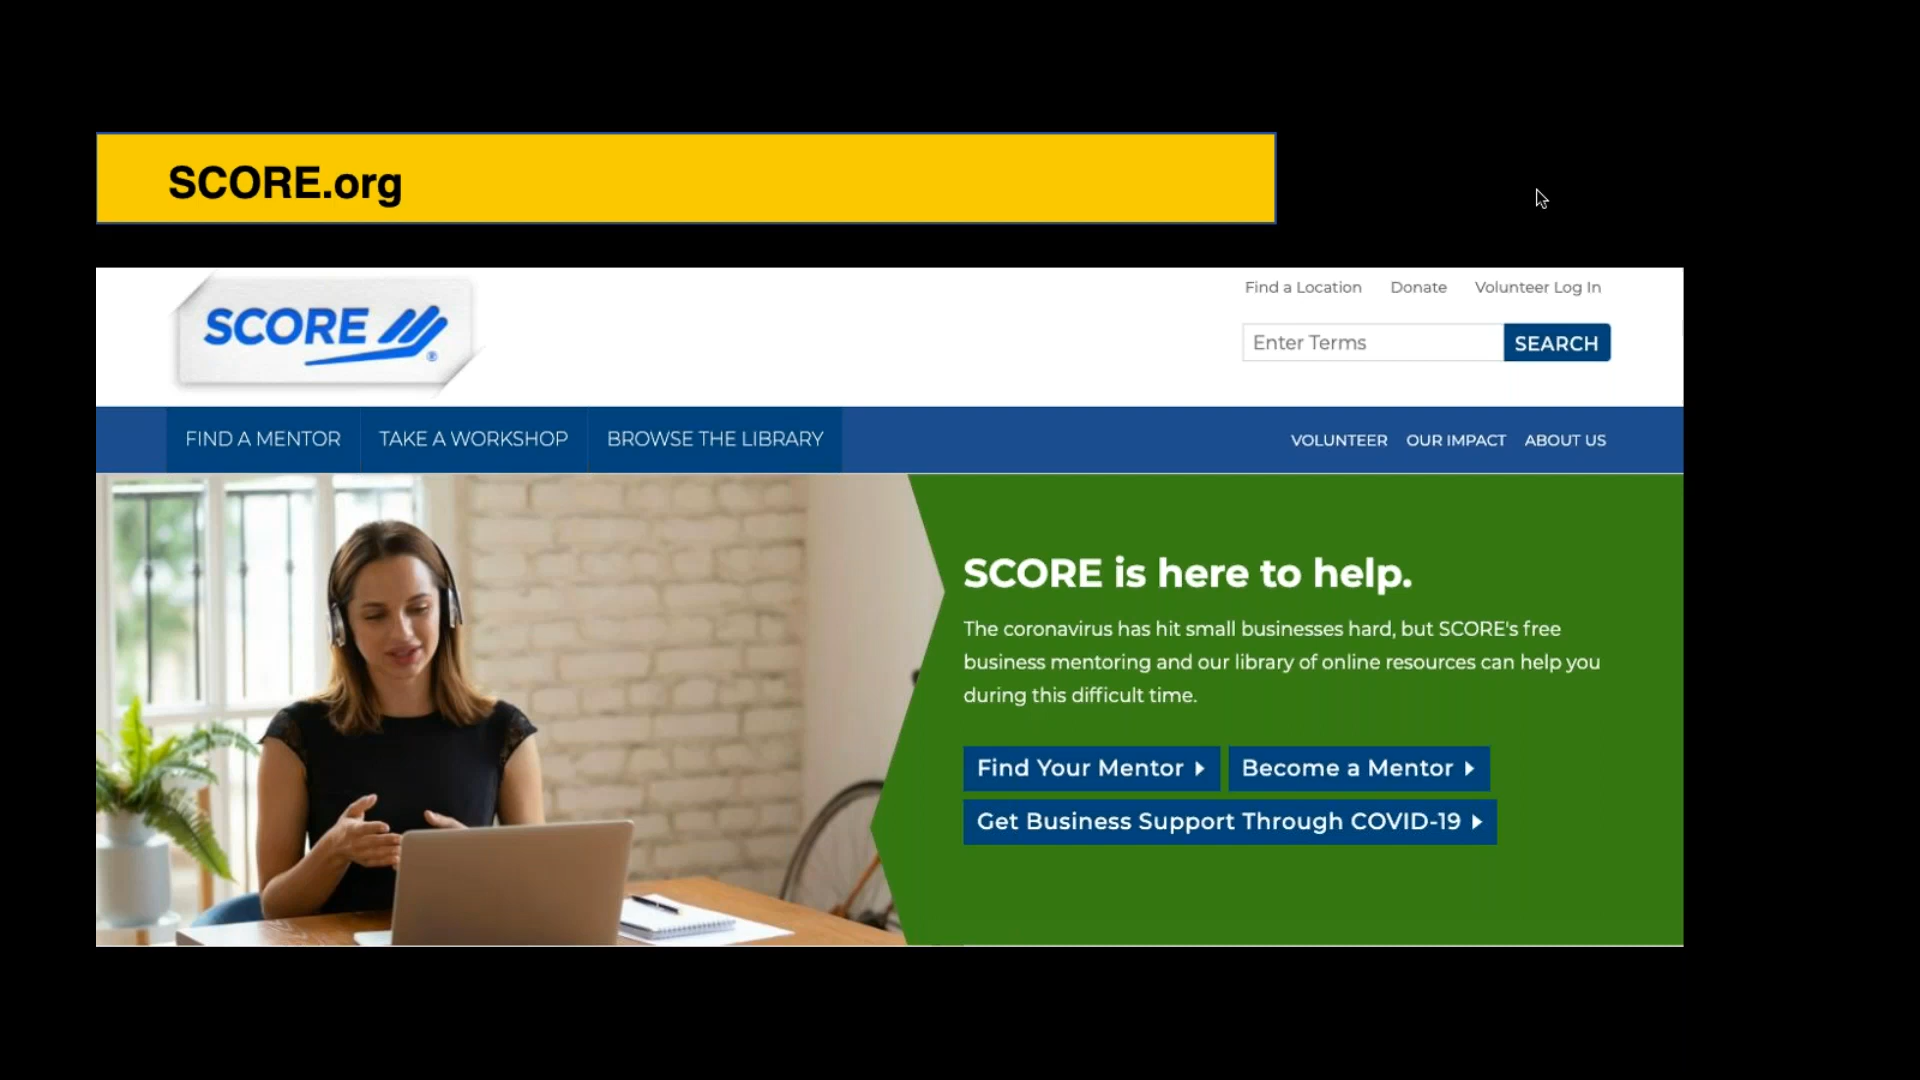 SCORE.org
SCORE ®
Find a Location Donate Volunteer Log In
Enter Terms SEARCH
FIND A MENTOR TAKE A WORKSHOP BROWSE THE LIBRARY VOLUNTEER OUR IMPACT ABOUT US
SCORE is here to help.
The coronavirus has hit small businesses hard, but SCORE's free
business mentoring and our library of online resources can help you
during this difficult time.
Find Your Mentor Become a Mentor
Get Business Support Through COVID-19